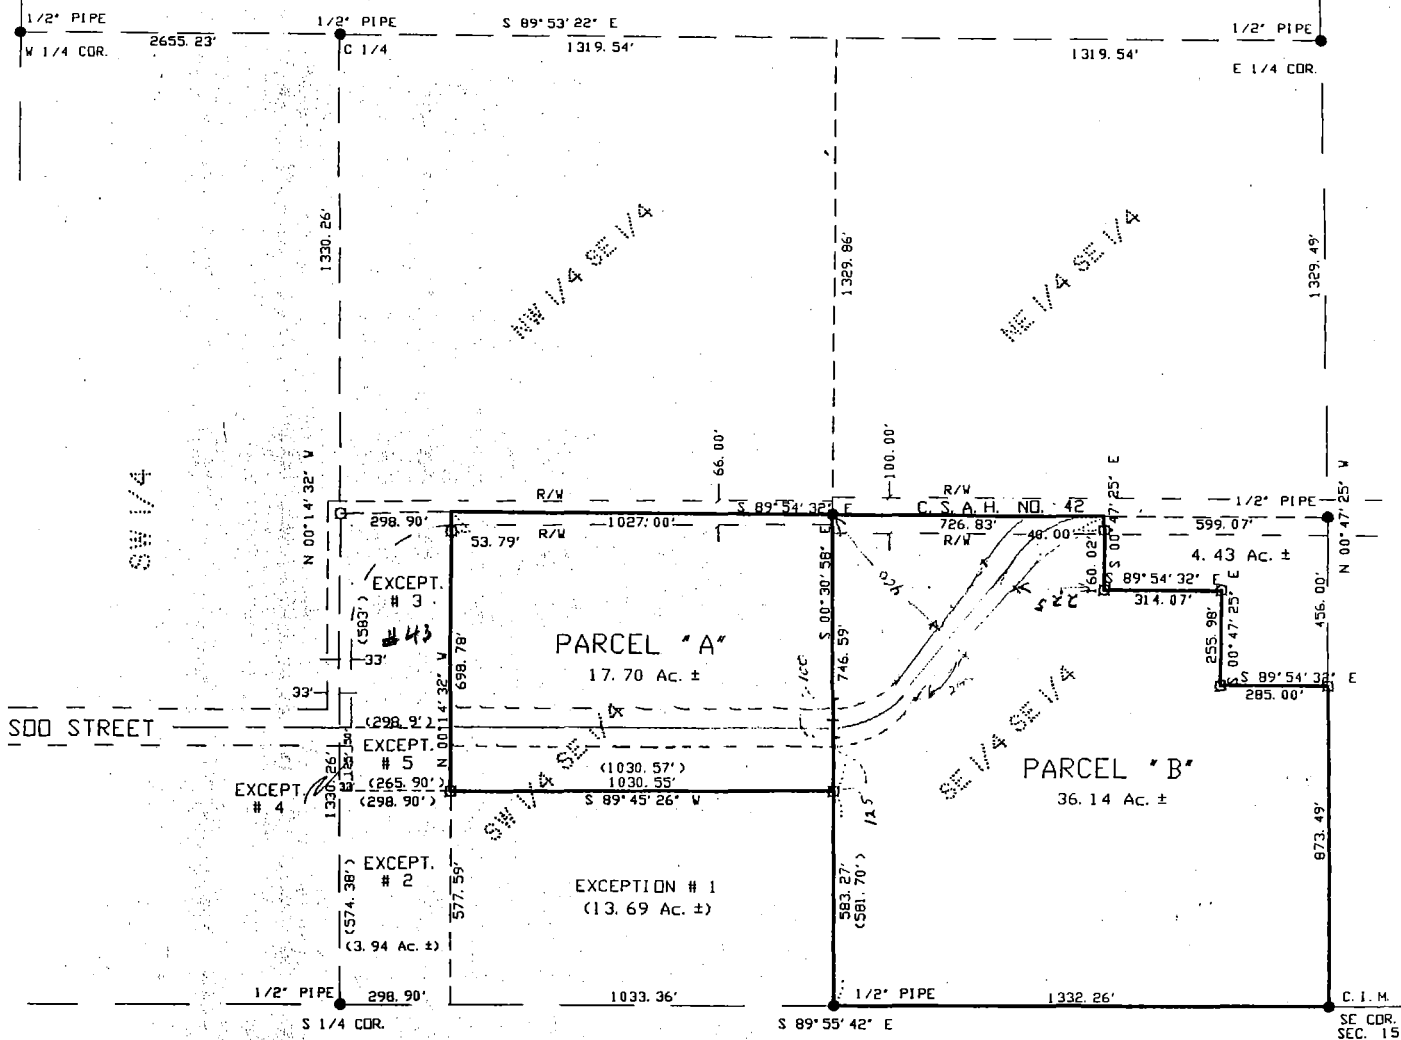 1/2" PIPE
W 1/4 COR.
2655.23'
1/2" PIPE
C 1/4
S 89°53'22" E
1319.54'
1319.54'
1/2" PIPE
E 1/4 COR.
1330.26'
NW 1/4 SE 1/4
1329.86'
NE 1/4 SE 1/4
1329.49'
SW 1/4
N 00°14'32" W
66.00'
100.00'
R/W
S 89°54'32" E
R/W
C. S. A. H. NO. 42
S 00°47'25" E
1/2" PIPE
N 00°47'25" W
298.90'
53.79'
1027.00'
R/W
726.83'
R/W
40.00'
599.07'
4.43 Ac. ±
EXCEPT.
# 3
#43
(583')
33'
33'
698.78'
N 00°14'32" W
PARCEL "A"
17.70 Ac. ±
S 00°30'58" E
746.59'
160.02'
S 89°54'32" E
314.07'
225
255.98'
S 00°47'25" E
S 89°54'32" E
285.00'
456.00'
SOO STREET
(298.9')
EXCEPT.
# 5
(265.90')
(298.90')
EXCEPT.
# 4
1330.26'
125'
50'
33'
100
SW 1/4 SE 1/4
(1030.57')
1030.55'
S 89°45'26" W
125
SE 1/4 SE 1/4
PARCEL "B"
36.14 Ac. ±
873.49'
EXCEPT.
# 2
(574.38')
577.59'
(3.94 Ac. ±)
EXCEPTION # 1
(13.69 Ac. ±)
583.27'
(581.70')
1/2" PIPE
298.90'
1033.36'
1/2" PIPE
1332.26'
C. I. M.
S 1/4 COR.
S 89°55'42" E
SE COR.
SEC. 15